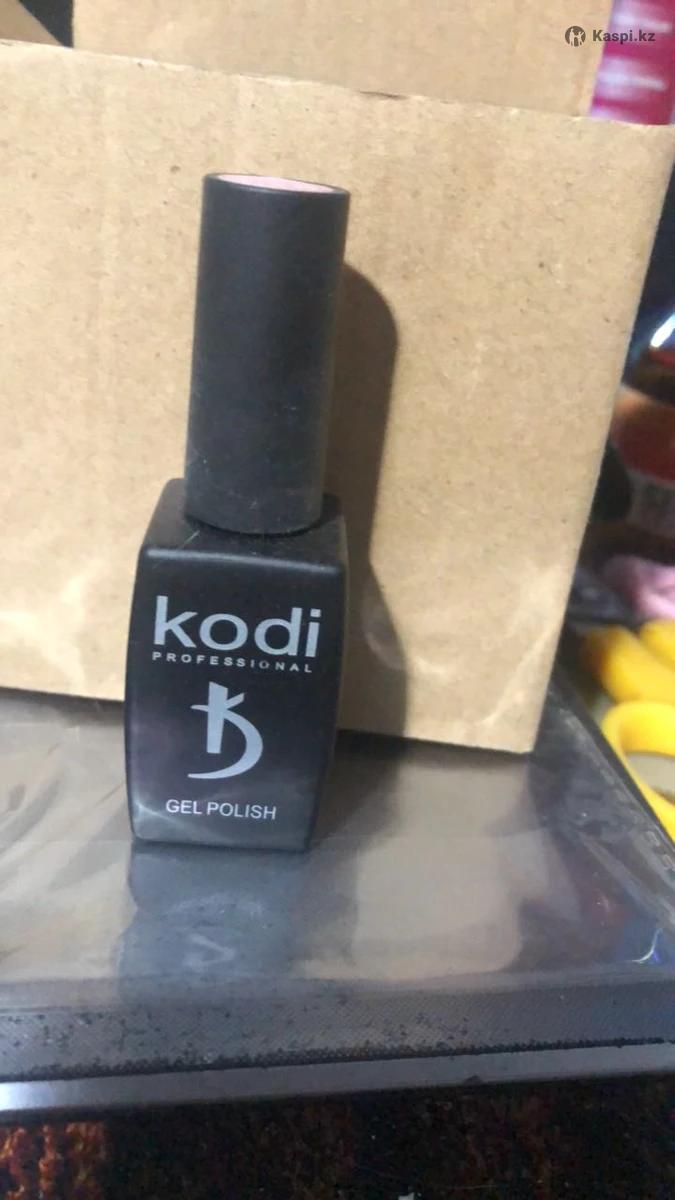 Kaspi.kz
kodi
PROFESSIONAL
GEL POLISH